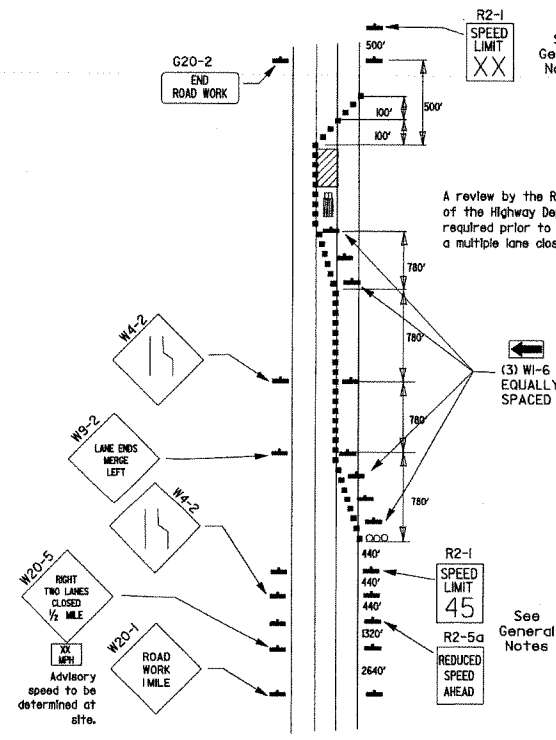 R2-1
SPEED
LIMIT
XX
S
Ge
No
G20-2
END
ROAD WORK
500'
500'
100'
100'
A review by the R
of the Highway De
required prior to
a multiple lane clos
780'
780'
780'
780'
W4-2
(3) W1-6
EQUALLY
SPACED
W9-2
LANE ENDS
MERGE
LEFT
W4-2
440'
440'
440'
1320'
2640'
R2-1
SPEED
LIMIT
45
W20-5
RIGHT
TWO LANES
CLOSED
1/2 MILE
XX
MPH
Advisory
speed to be
determined at
site.
See
General
Notes
R2-5a
REDUCED
SPEED
AHEAD
W20-1
ROAD
WORK
1 MILE